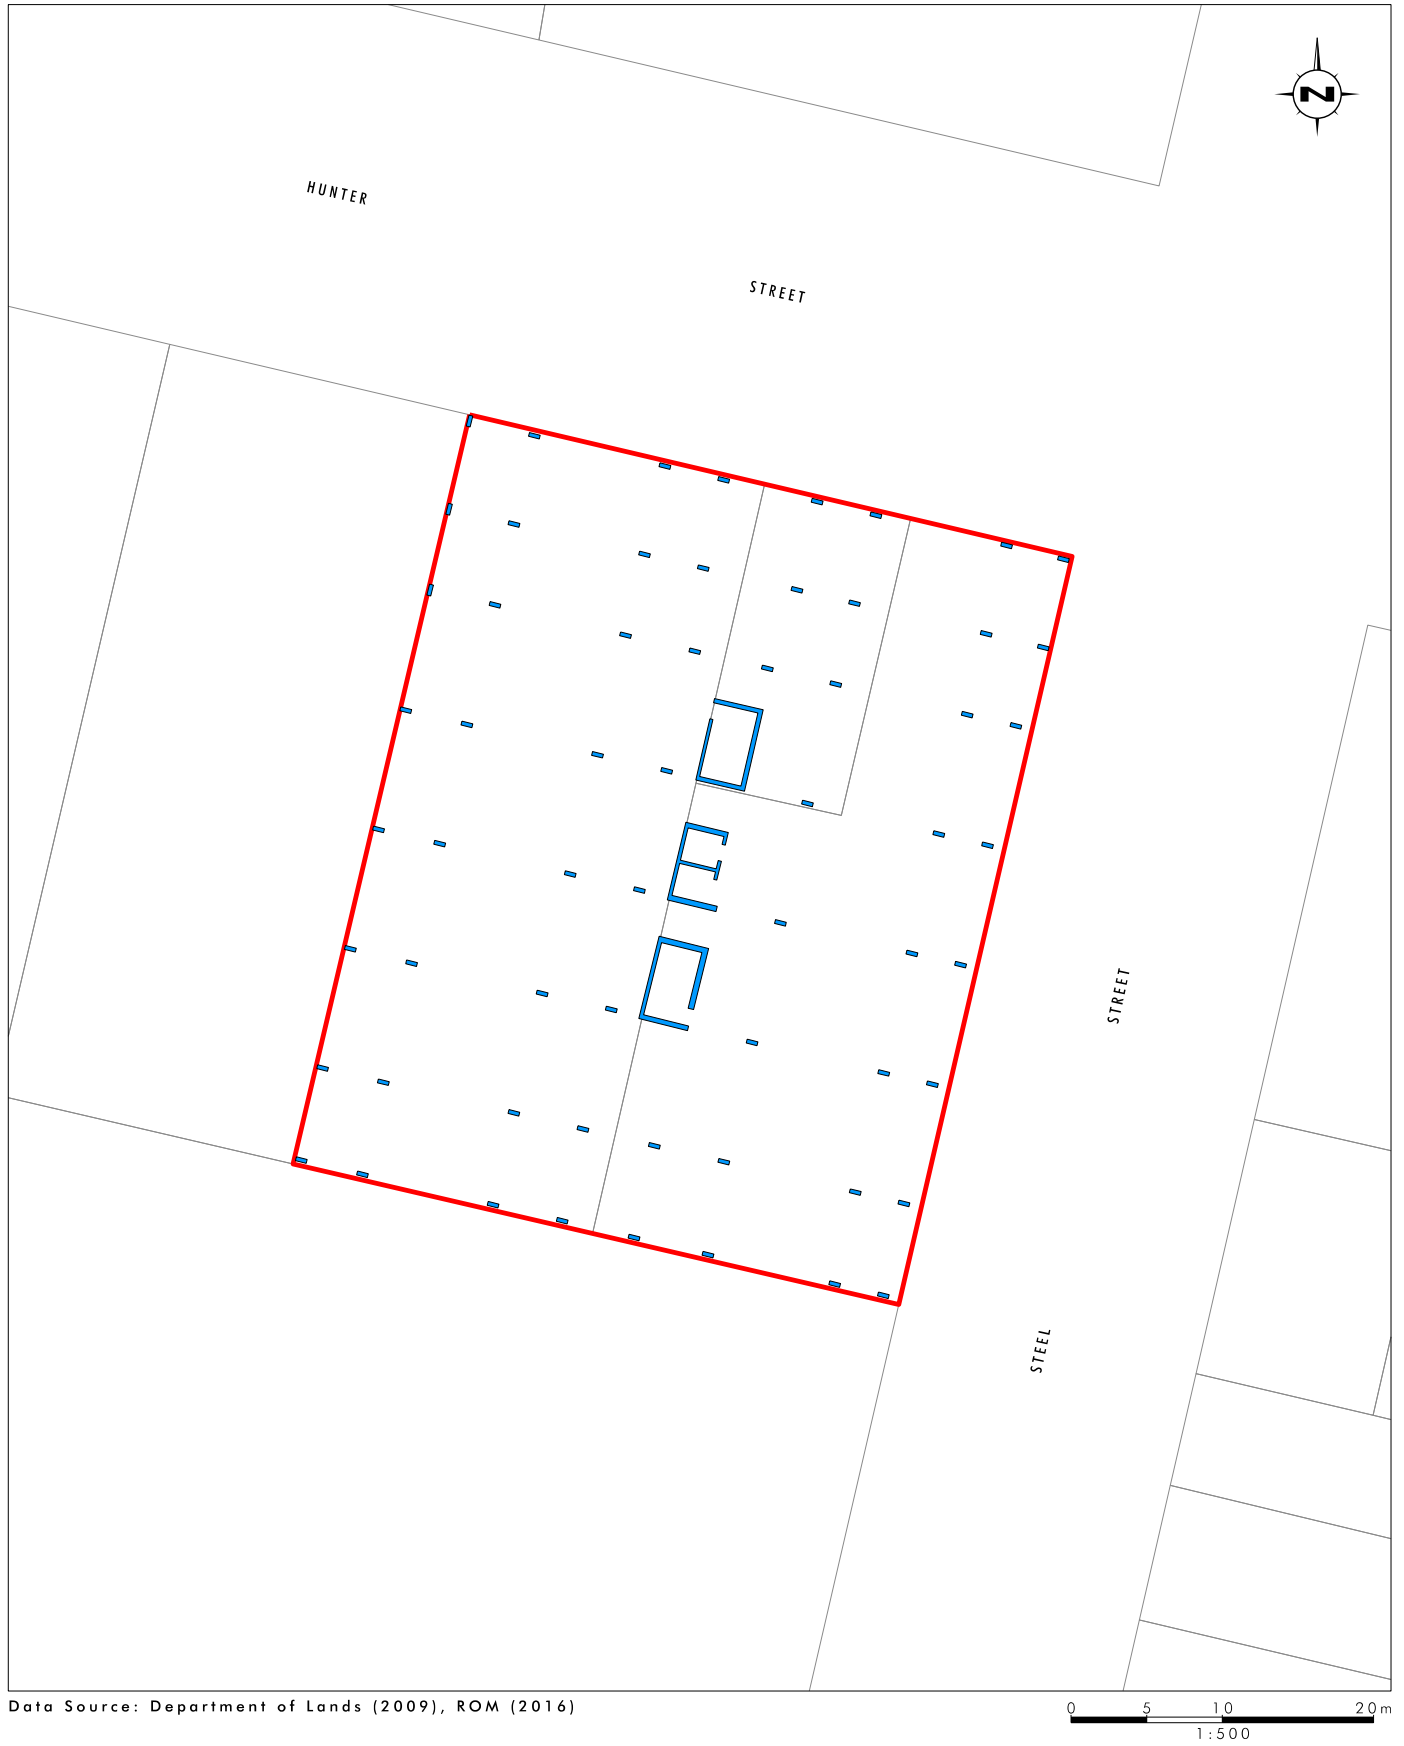 N
HUNTER
STREET
STREET
STEEL
Data Source: Department of Lands (2009), ROM (2016)
0 5 10 20m
1:500